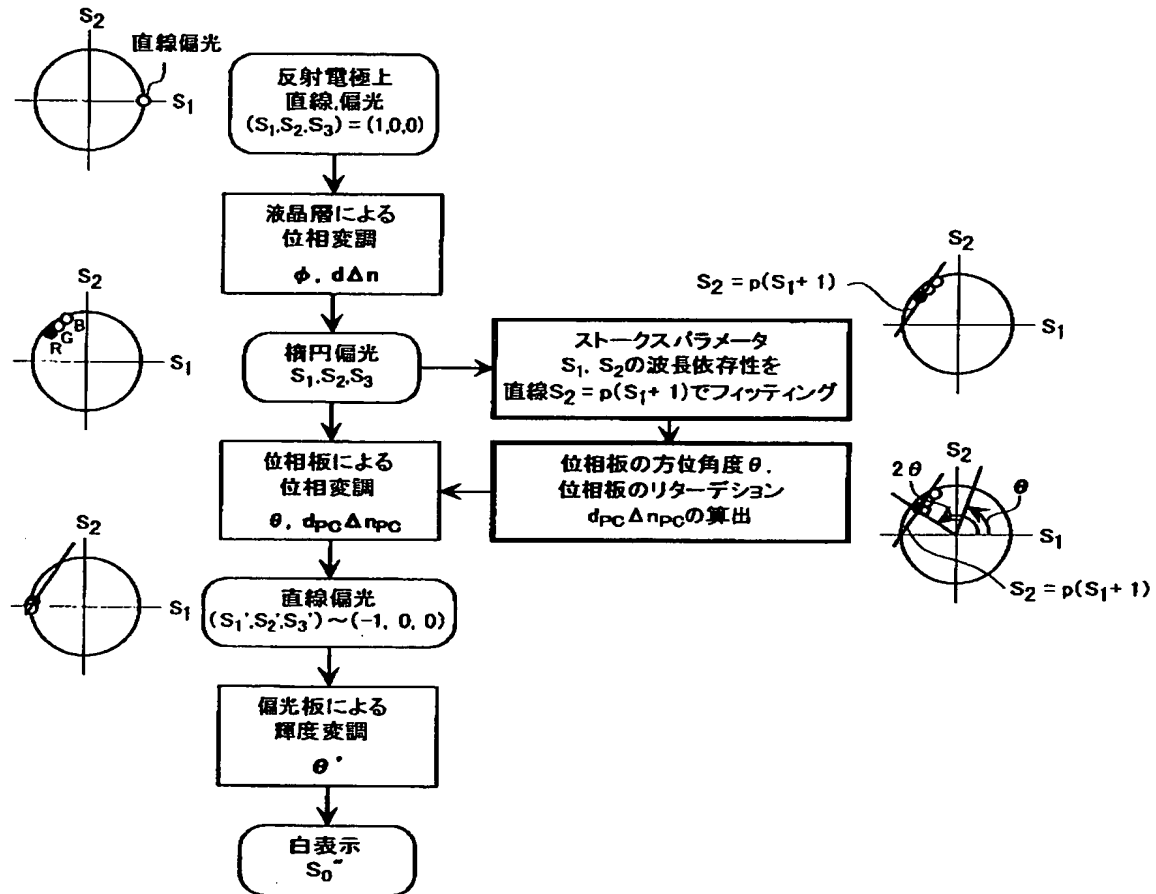 S2
直線偏光
S1
反射電極上
直線,偏光
(S1,S2,S3) = (1,0,0)
液晶層による
位相変調
φ, dΔn
S2
B
G
R
S1
楕円偏光
S1,S2,S3
ストークスパラメータ
S1, S2の波長依存性を
直線S2 = p(S1+ 1)でフィッティング
S2
S2 = p(S1+ 1)
S1
位相板による
位相変調
θ, dPCΔnPC
位相板の方位角度θ,
位相板のリターデション
dPCΔnPCの算出
S2
2θ
θ
S1
S2 = p(S1+ 1)
S2
S1
直線偏光
(S1',S2',S3')～(-1, 0, 0)
偏光板による
輝度変調
θ'
白表示
S0"